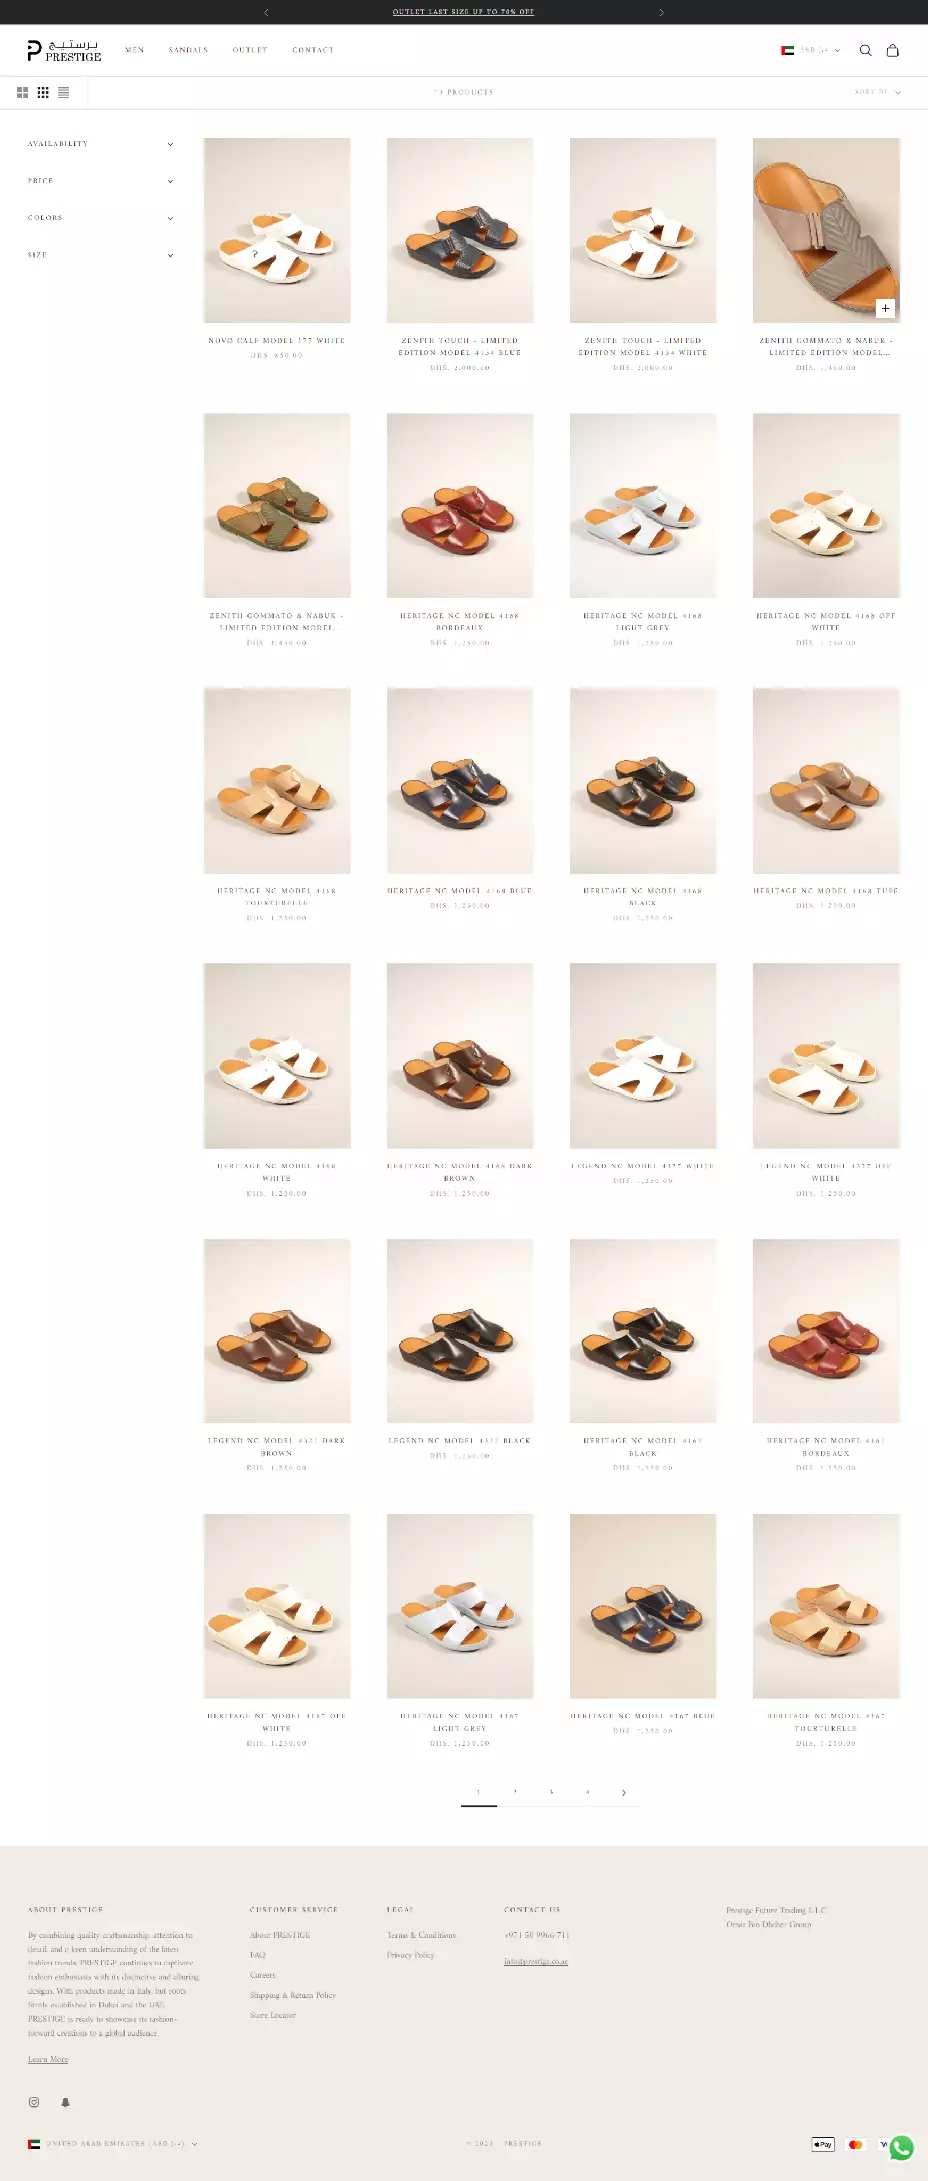 OUTLET LAST SIZE UP TO 70% OFF
برستيج
PRESTIGE
MEN
SANDALS
OUTLET
CONTACT
73 PRODUCTS
SORT BY
AVAILABILITY
PRICE
COLORS
SIZE
NOVO CALF MODEL 377 WHITE
DHS. 850.00
ZENITH TOUCH - LIMITED
EDITION MODEL 4134 BLUE
DHS. 2,000.00
ZENITH TOUCH - LIMITED
EDITION MODEL 4134 WHITE
DHS. 2,000.00
ZENITH GOMMATO & NABUK -
LIMITED EDITION MODEL...
DHS. 1,450.00
ZENITH GOMMATO & NABUK -
LIMITED EDITION MODEL...
DHS. 1,450.00
HERITAGE NC MODEL 4168
BORDEAUX
DHS. 1,250.00
HERITAGE NC MODEL 4168
LIGHT GREY
DHS. 1,250.00
HERITAGE NC MODEL 4168 OFF
WHITE
DHS. 1,250.00
HERITAGE NC MODEL 4168
TOURTURELLE
DHS. 1,250.00
HERITAGE NC MODEL 4168 BLUE
DHS. 1,250.00
HERITAGE NC MODEL 4168
BLACK
DHS. 1,250.00
HERITAGE NC MODEL 4168 TUPE
DHS. 1,250.00
HERITAGE NC MODEL 4168
WHITE
DHS. 1,250.00
HERITAGE NC MODEL 4168 DARK
BROWN
DHS. 1,250.00
LEGEND NC MODEL 4327 WHITE
DHS. 1,250.00
LEGEND NC MODEL 4327 OFF
WHITE
DHS. 1,250.00
LEGEND NC MODEL 4327 DARK
BROWN
DHS. 1,250.00
LEGEND NC MODEL 4327 BLACK
DHS. 1,250.00
HERITAGE NC MODEL 4167
BLACK
DHS. 1,250.00
HERITAGE NC MODEL 4167
BORDEAUX
DHS. 1,250.00
HERITAGE NC MODEL 4167 OFF
WHITE
DHS. 1,250.00
HERITAGE NC MODEL 4167
LIGHT GREY
DHS. 1,250.00
HERITAGE NC MODEL 4167 BLUE
DHS. 1,250.00
HERITAGE NC MODEL 4167
TOURTURELLE
DHS. 1,250.00
1 2 3 4
ABOUT PRESTIGE
By combining quality craftsmanship, attention to
detail, and a keen understanding of the latest
fashion trends, PRESTIGE continues to captivate
fashion enthusiasts with its distinctive and alluring
designs. With products made in Italy, but roots
firmly established in Dubai and the UAE,
PRESTIGE is ready to showcase its fashion-
forward creations to a global audience.
Learn More
CUSTOMER SERVICE
About PRESTIGE
FAQ
Careers
Shipping & Return Policy
Store Locator
LEGAL
Terms & Conditions
Privacy Policy
CONTACT US
+971 50 9966 711
info@prestige.co.ae
Prestige Future Trading L.L.C
Omar Bin Dheher Group
UNITED ARAB EMIRATES (AED د.إ)
© 2023 PRESTIGE
Pay